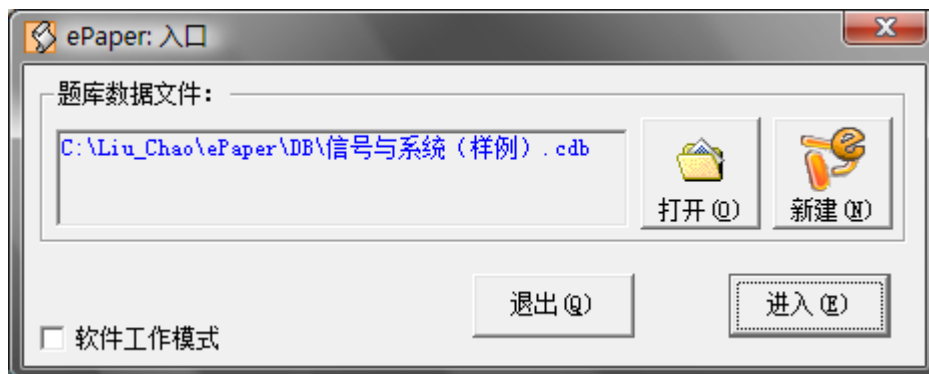 ePaper: 入口
题库数据文件：
C:\Liu_Chao\ePaper\DB\信号与系统（样例）.cdb
打开(O) 新建(N)
退出(Q) 进入(E)
软件工作模式